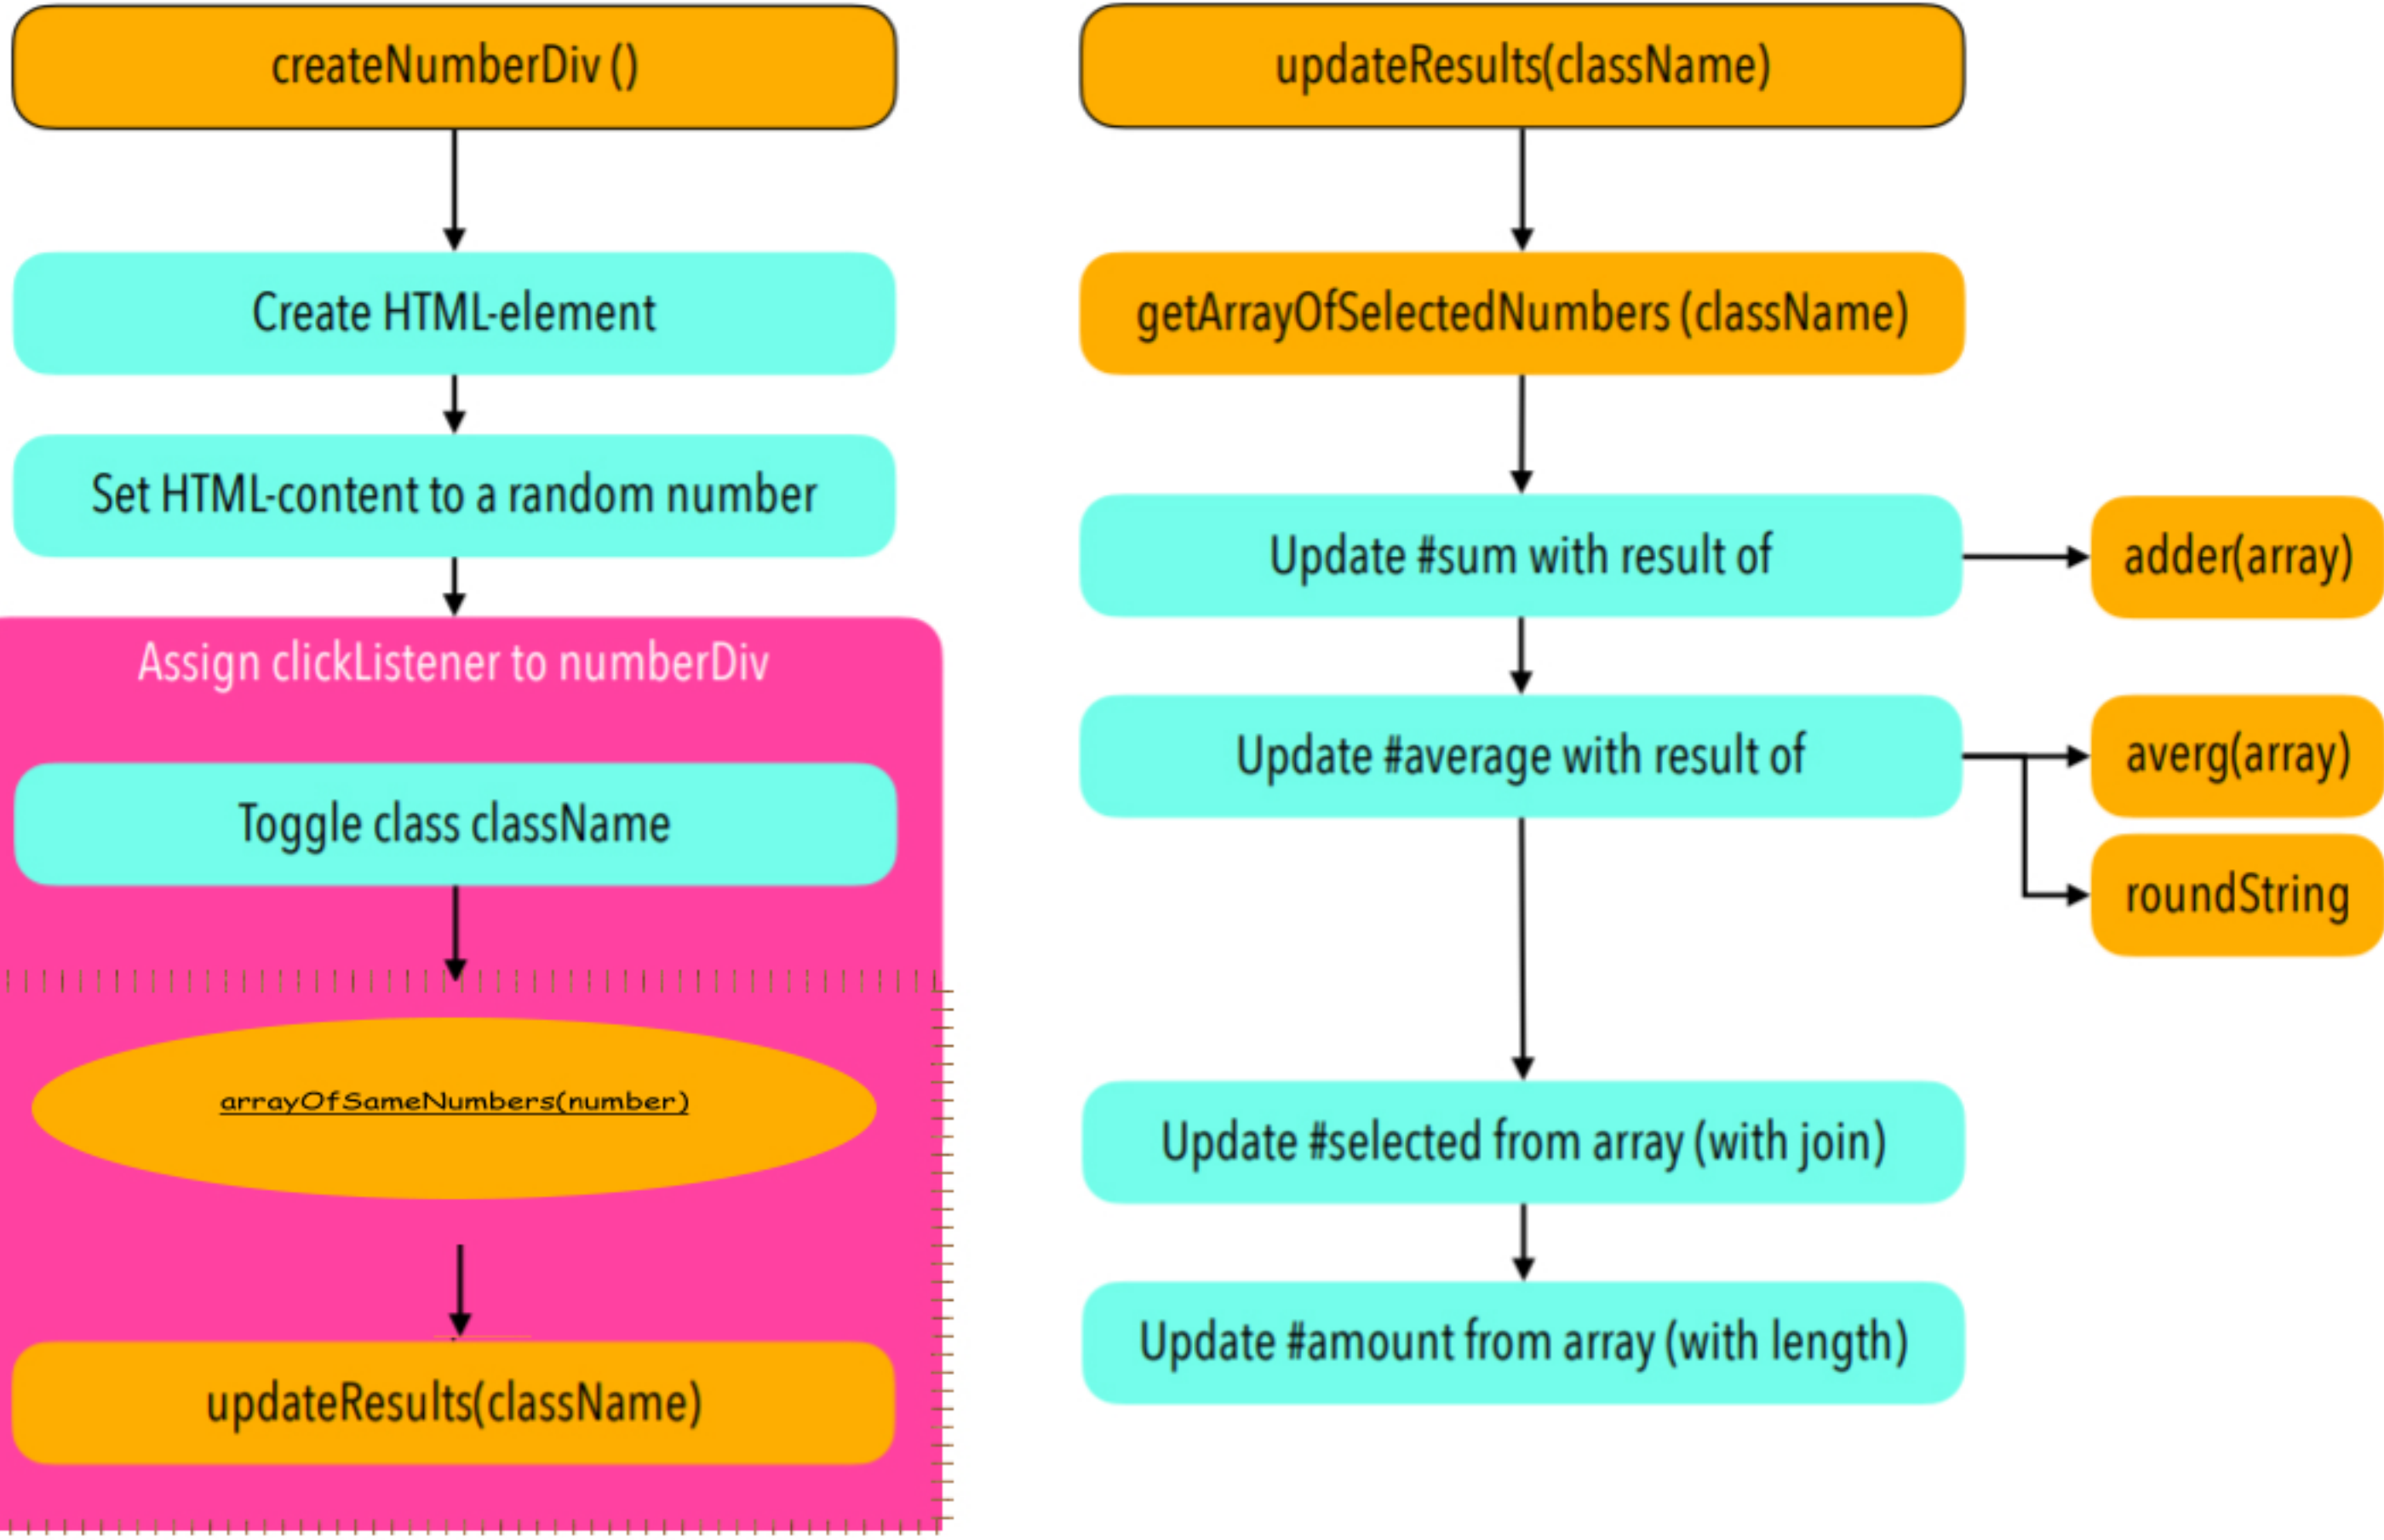 createNumberDiv ()
Create HTML-element
Set HTML-content to a random number
Assign clickListener to numberDiv
Toggle class className
arrayOfSameNumbers(number)
updateResults(className)
updateResults(className)
getArrayOfSelectedNumbers (className)
Update #sum with result of
adder(array)
Update #average with result of
averg(array)
roundString
Update #selected from array (with join)
Update #amount from array (with length)